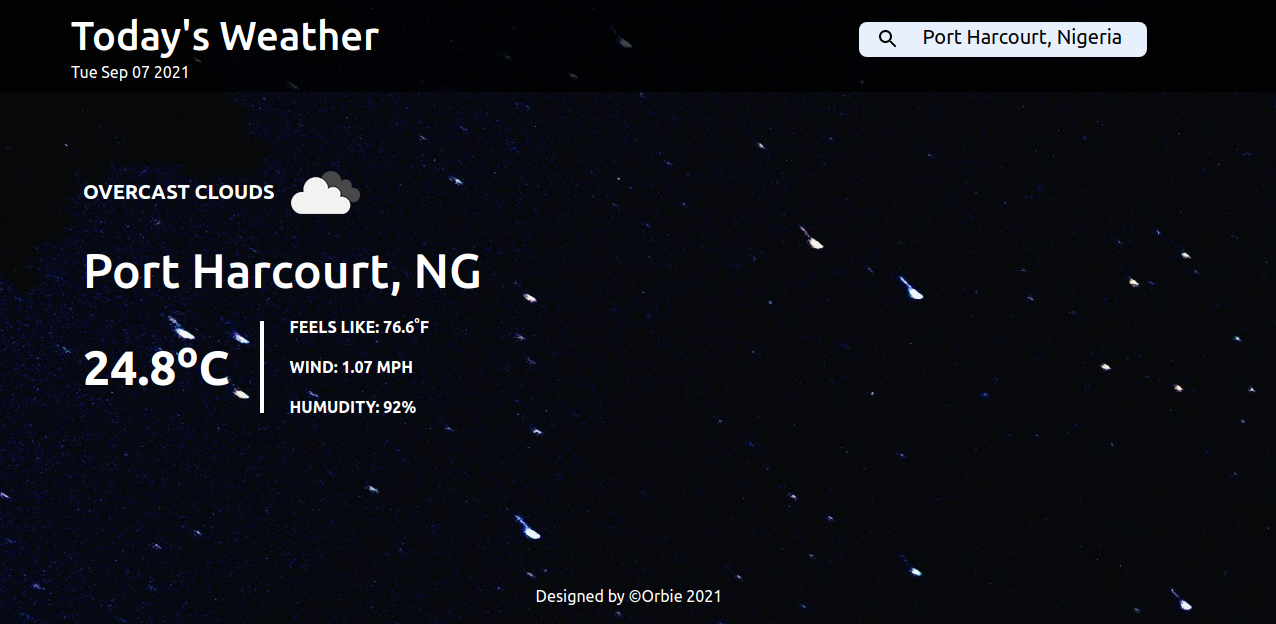 Today's Weather
Tue Sep 07 2021
Port Harcourt, Nigeria
OVERCAST CLOUDS
Port Harcourt, NG
24.8°C
FEELS LIKE: 76.6°F
WIND: 1.07 MPH
HUMUDITY: 92%
Designed by ©Orbie 2021